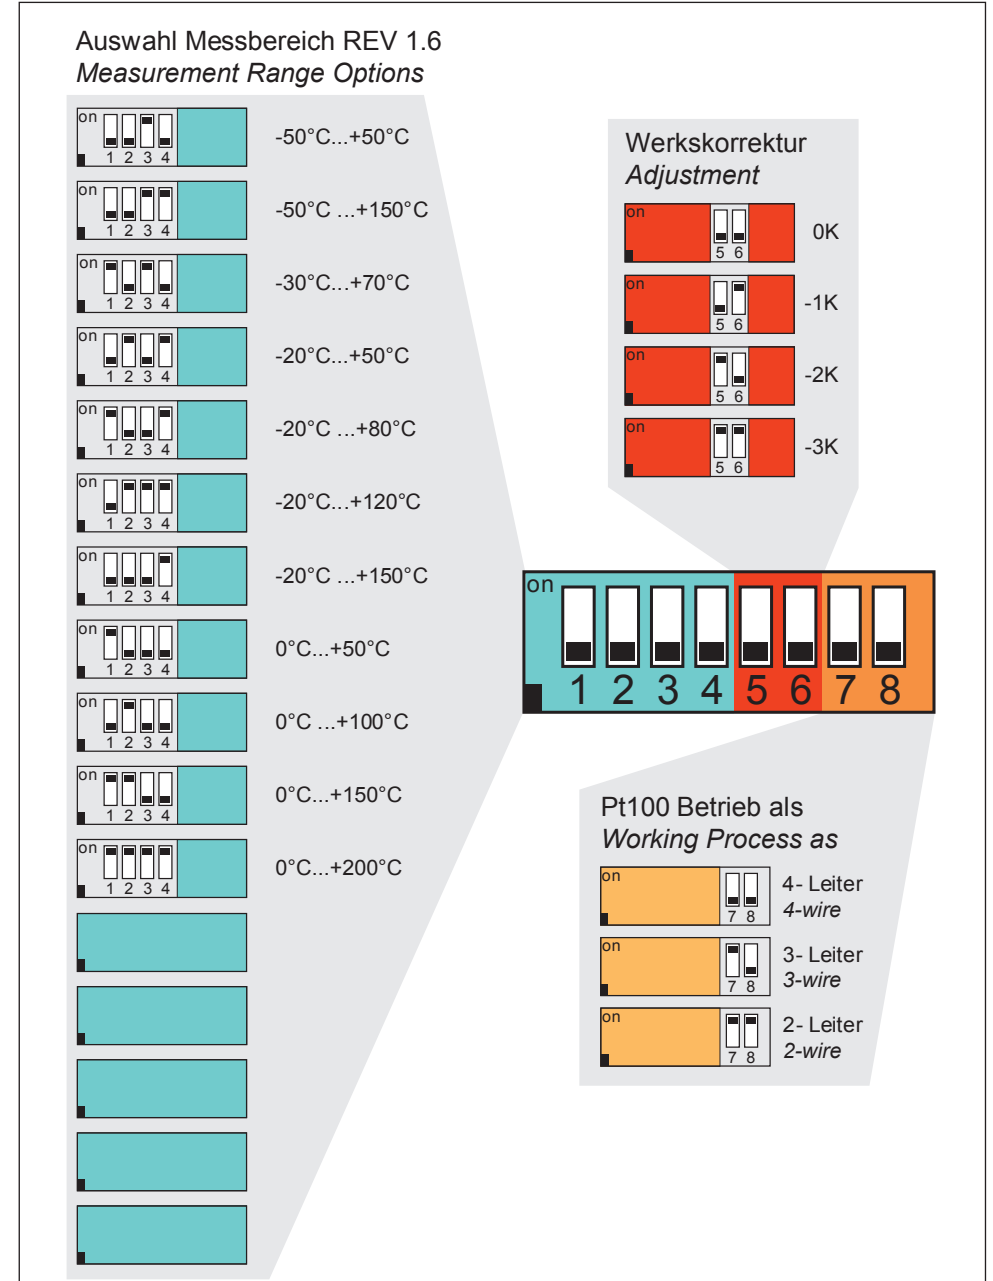 Auswahl Messbereich REV 1.6
Measurement Range Options
on
1 2 3 4
-50°C...+50°C
on
1 2 3 4
-50°C ...+150°C
on
1 2 3 4
-30°C...+70°C
on
1 2 3 4
-20°C...+50°C
on
1 2 3 4
-20°C ...+80°C
on
1 2 3 4
-20°C...+120°C
on
1 2 3 4
-20°C ...+150°C
on
1 2 3 4
0°C...+50°C
on
1 2 3 4
0°C ...+100°C
on
1 2 3 4
0°C...+150°C
on
1 2 3 4
0°C...+200°C
Werkskorrektur
Adjustment
on
5 6
0K
on
5 6
-1K
on
5 6
-2K
on
5 6
-3K
on
1 2 3 4 5 6 7 8
Pt100 Betrieb als
Working Process as
on
7 8
4- Leiter
4-wire
on
7 8
3- Leiter
3-wire
on
7 8
2- Leiter
2-wire